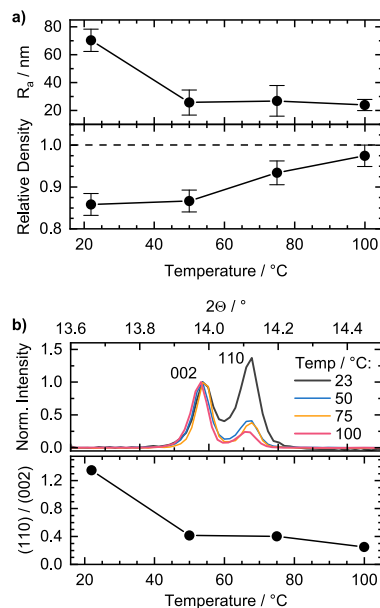 a)
80
60
40
20
R_a / nm
1.0
0.9
0.8
Relative Density
20 40 60 80 100
Temperature / °C
2Θ / °
b) 13.6 13.8 14.0 14.2 14.4
1.5
1.0
0.5
0.0
Norm. Intensity
002
110
Temp / °C:
23
50
75
100
1.2
0.8
0.4
0.0
(110) / (002)
20 40 60 80 100
Temperature / °C